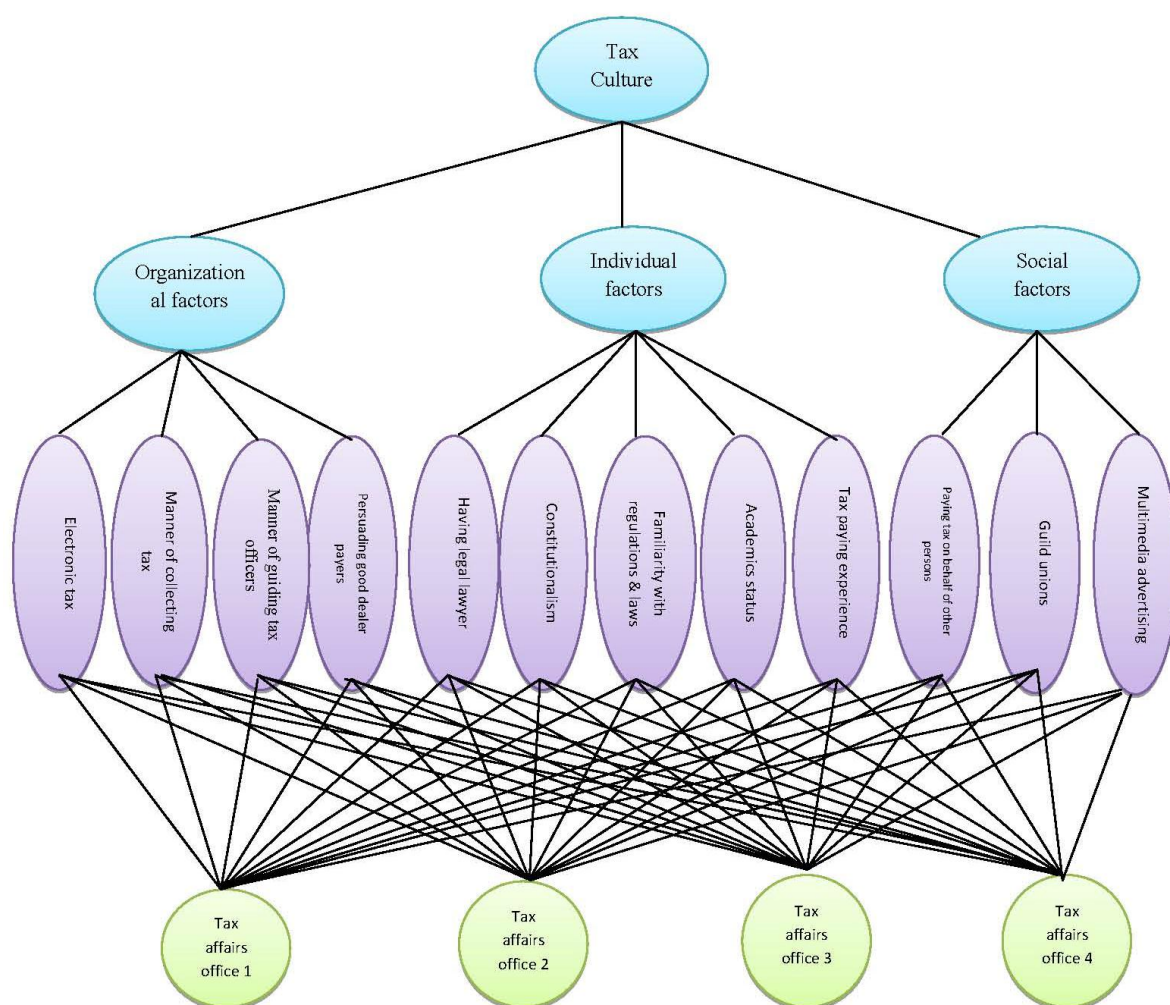 Tax
Culture
Organization
al factors
Individual
factors
Social
factors
Electronic tax
Manner of collecting
tax
Manner of guiding tax
officers
Persuading good dealer
payers
Having legal lawyer
Constitutionalism
Familiarity with
regulations & laws
Academics status
Tax paying experience
Paying tax on behalf of other
persons
Guild unions
Multimedia advertising
Tax
affairs
office 1
Tax
affairs
office 2
Tax
affairs
office 3
Tax
affairs
office 4